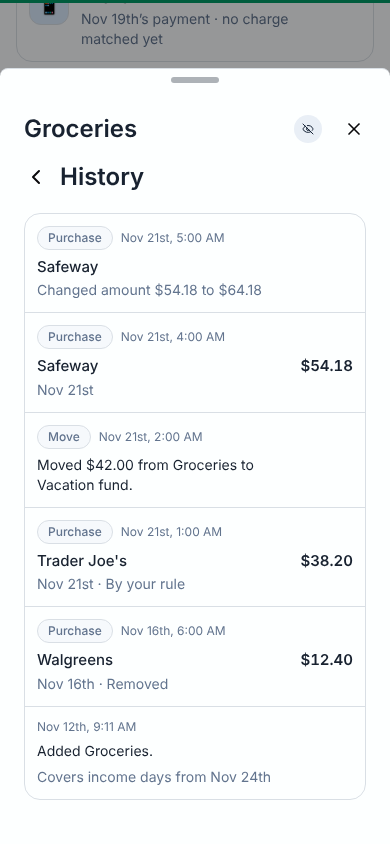 Nov 19th's payment · no charge
matched yet
Groceries
History
Purchase Nov 21st, 5:00 AM
Safeway
Changed amount $54.18 to $64.18
Purchase Nov 21st, 4:00 AM
Safeway $54.18
Nov 21st
Move Nov 21st, 2:00 AM
Moved $42.00 from Groceries to
Vacation fund.
Purchase Nov 21st, 1:00 AM
Trader Joe's $38.20
Nov 21st · By your rule
Purchase Nov 16th, 6:00 AM
Walgreens $12.40
Nov 16th · Removed
Nov 12th, 9:11 AM
Added Groceries.
Covers income days from Nov 24th